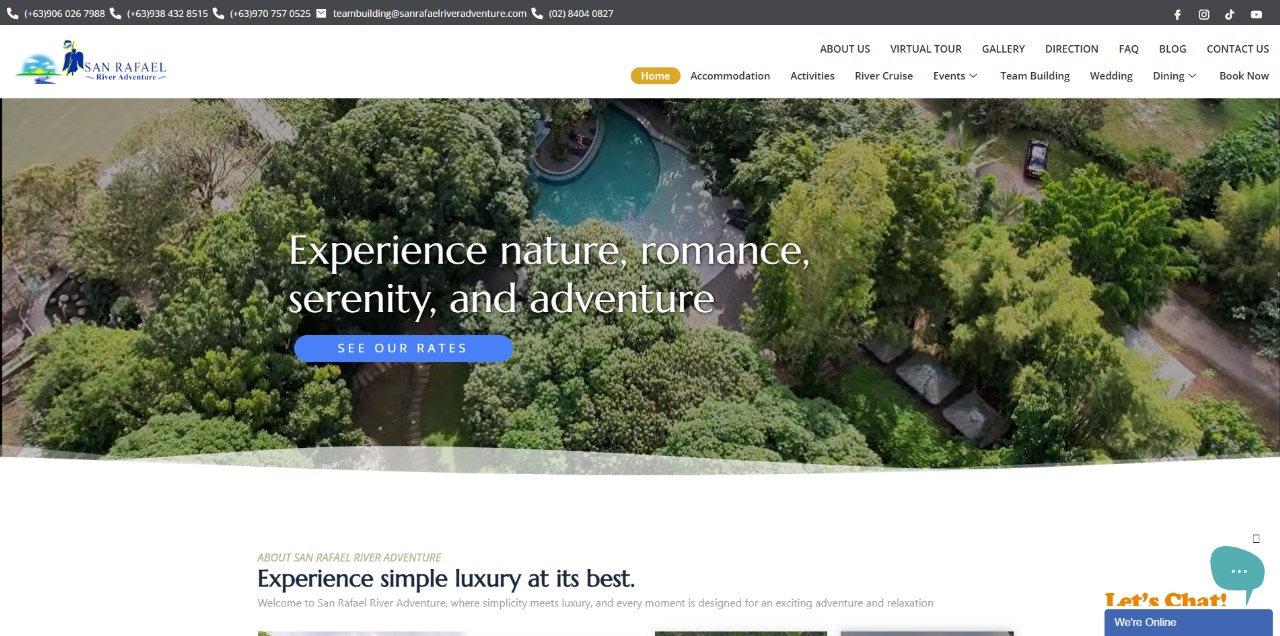 (+63)906 026 7988 (+63)938 432 8515 (+63)970 757 0525 teambuilding@sanrafaelriveradventure.com (02) 8404 0827
SAN RAFAEL
River Adventure
ABOUT US VIRTUAL TOUR GALLERY DIRECTION FAQ BLOG CONTACT US
Home Accommodation Activities River Cruise Events Team Building Wedding Dining Book Now
Experience nature, romance,
serenity, and adventure
SEE OUR RATES
ABOUT SAN RAFAEL RIVER ADVENTURE
Experience simple luxury at its best.
Welcome to San Rafael River Adventure, where simplicity meets luxury, and every moment is designed for an exciting adventure and relaxation
Let's Chat!
We're Online